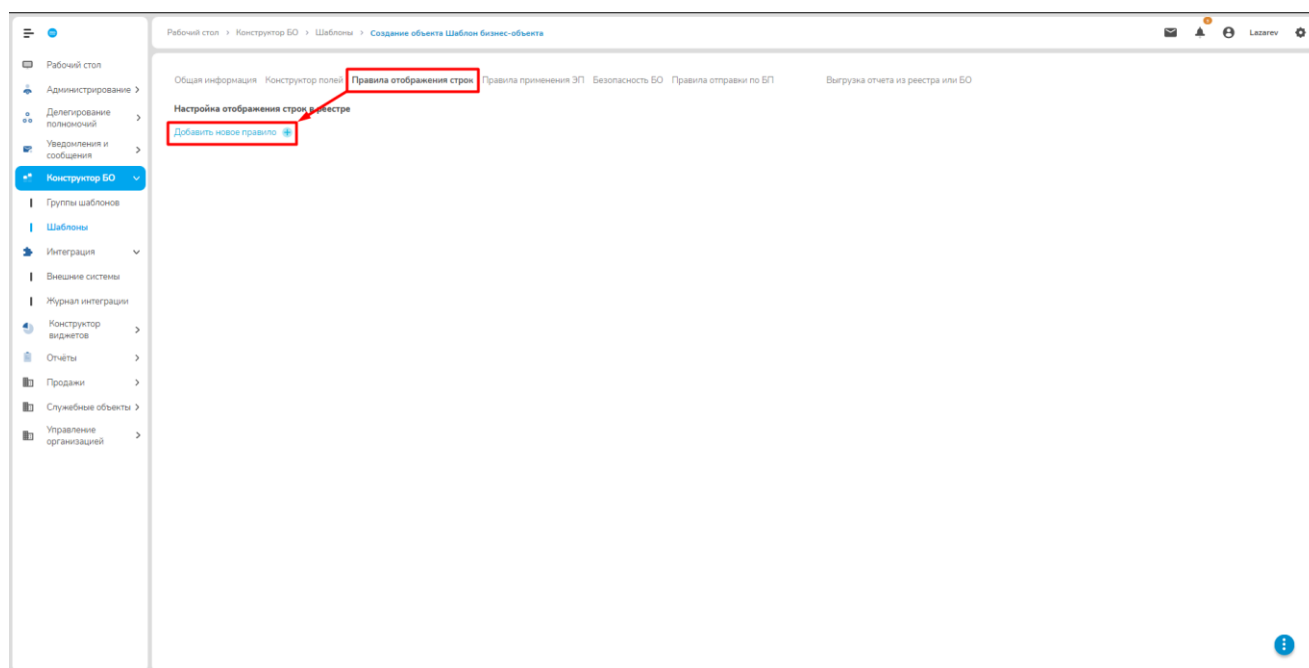 Рабочий стол > Конструктор БО > Шаблоны > Создание объекта Шаблон бизнес-объекта
Lazarev
Рабочий стол
Администрирование
Делегирование
полномочий
Уведомления и
сообщения
Конструктор БО
Группы шаблонов
Шаблоны
Интеграция
Внешние системы
Журнал интеграции
Конструктор
виджетов
Отчёты
Продажи
Служебные объекты
Управление
организацией
Общая информация Конструктор полей Правила отображения строк Правила применения ЭП Безопасность БО Правила отправки по БП Выгрузка отчета из реестра или БО
Настройка отображения строк в реестре
Добавить новое правило